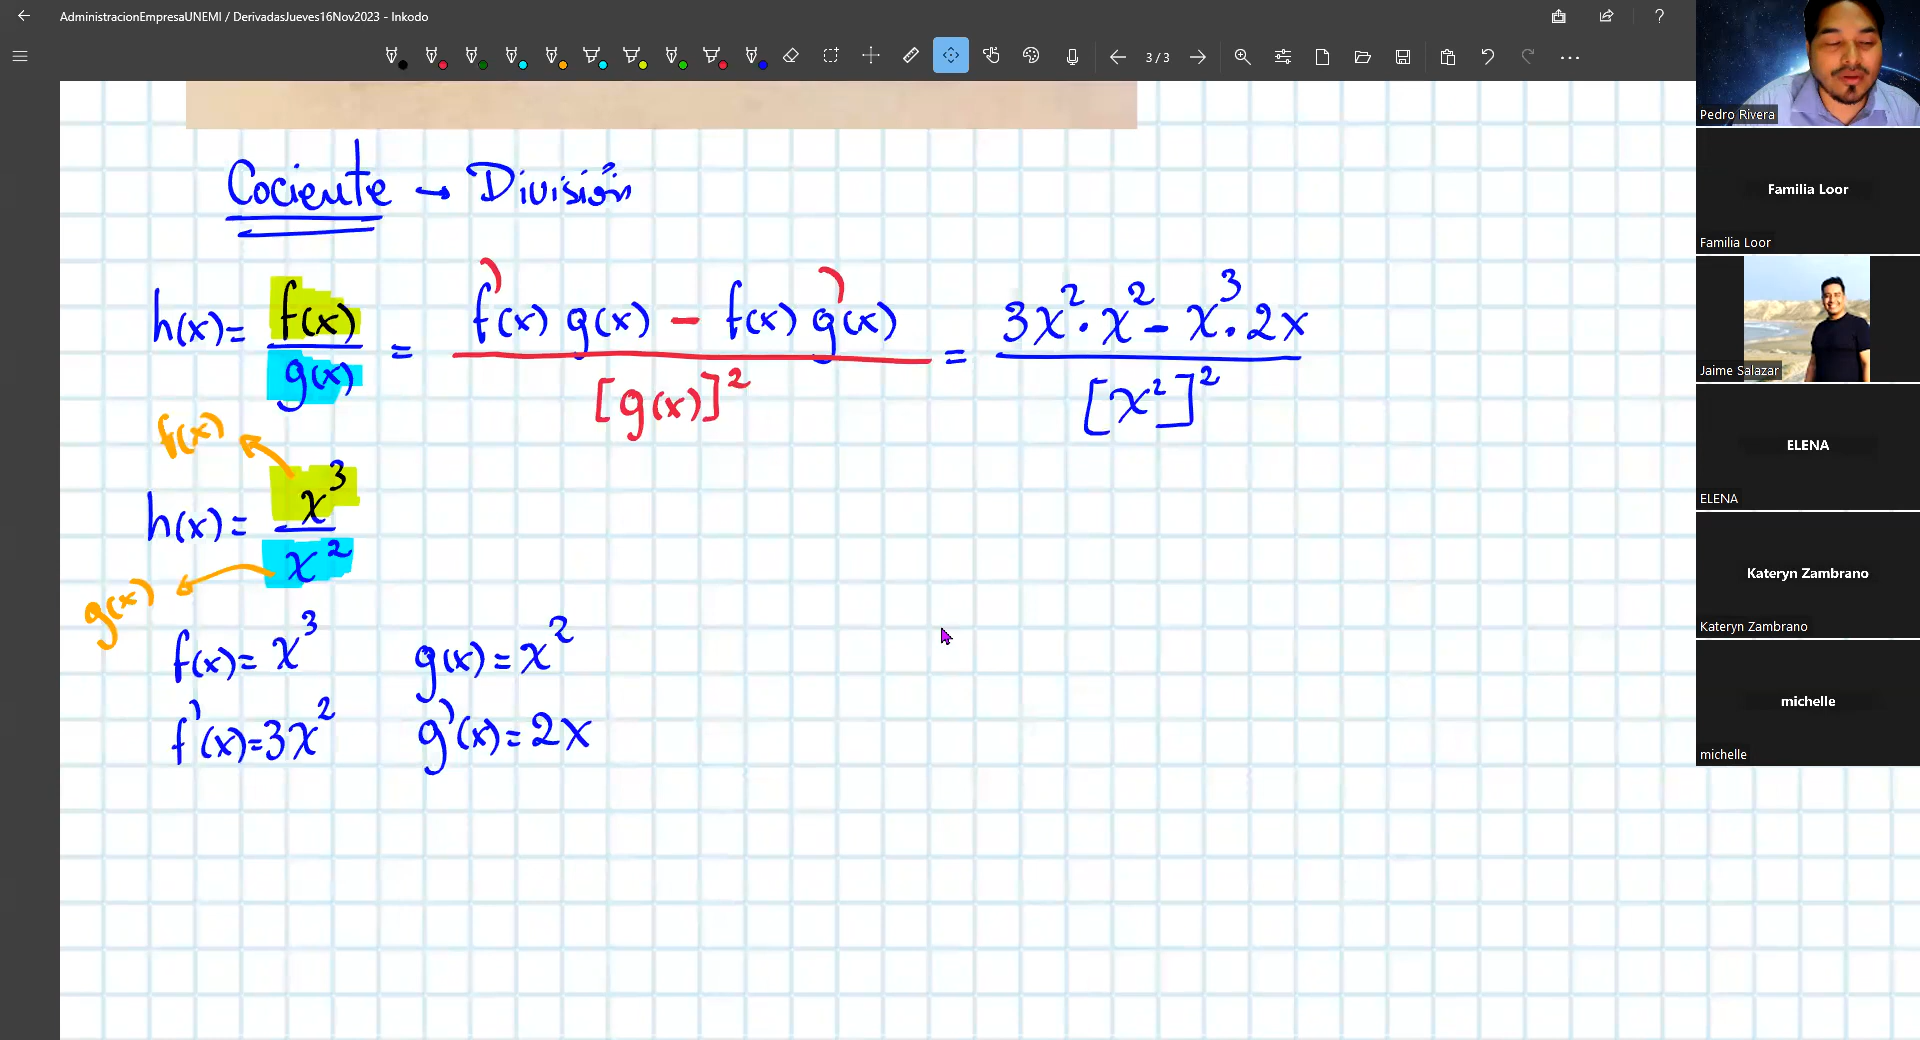 AdministracionEmpresaUNEMI / DerivadasJueves16Nov2023 - Inkodo
3 / 3
Cociente → División
h(x) = f(x)/g(x) = f'(x) g(x) - f(x) g'(x) / [g(x)]² = 3x² · x² - x³ · 2x / [x²]²
f(x)
h(x) = x³/x²
g(x)
f(x) = x³ g(x) = x²
f'(x) = 3x² g'(x) = 2x
Pedro Rivera
Familia Loor
Familia Loor
Jaime Salazar
ELENA
ELENA
Kateryn Zambrano
Kateryn Zambrano
michelle
michelle